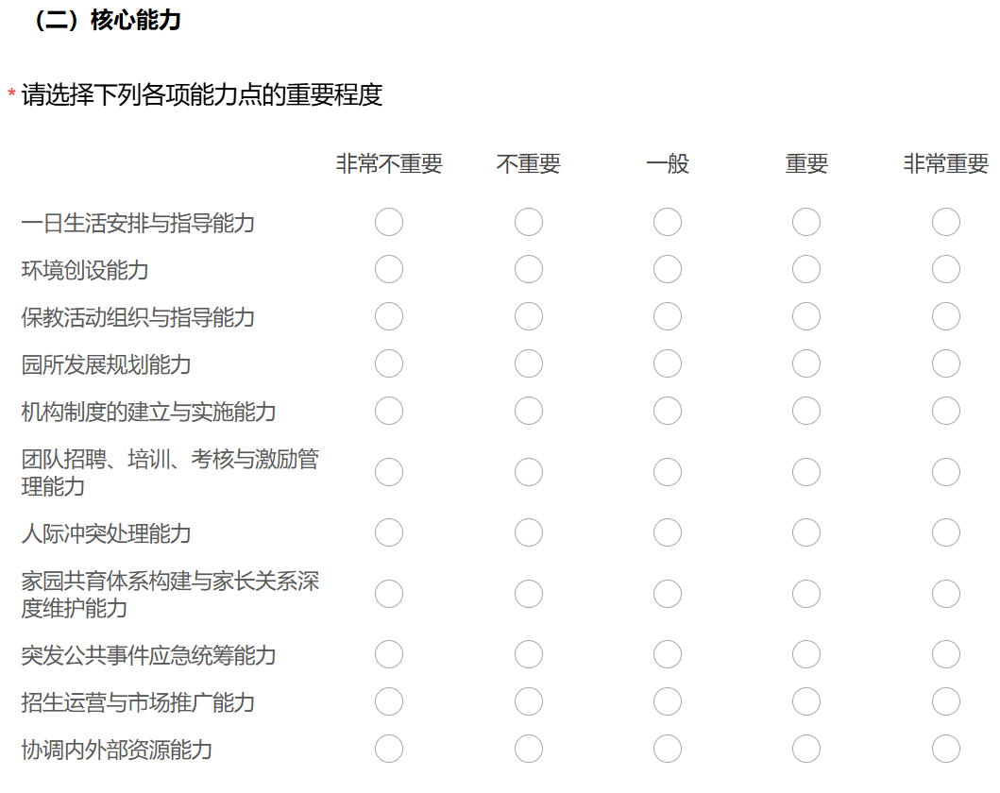 （二）核心能力
*请选择下列各项能力点的重要程度
非常不重要 不重要 一般 重要 非常重要
一日生活安排与指导能力
环境创设能力
保教活动组织与指导能力
园所发展规划能力
机构制度的建立与实施能力
团队招聘、培训、考核与激励管
理能力
人际冲突处理能力
家园共育体系构建与家长关系深
度维护能力
突发公共事件应急统筹能力
招生运营与市场推广能力
协调内外部资源能力